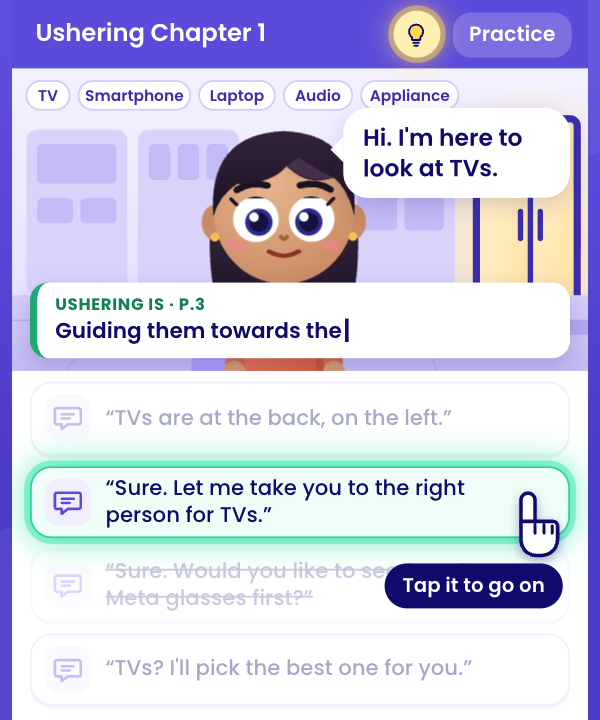 Ushering Chapter 1
Practice
TV
Smartphone
Laptop
Audio
Appliance
Hi. I'm here to
look at TVs.
USHERING IS · P.3
Guiding them towards the
“TVs are at the back, on the left.”
“Sure. Let me take you to the right
person for TVs.”
“Sure. Would you like to see
Meta glasses first?”
Tap it to go on
“TVs? I'll pick the best one for you.”